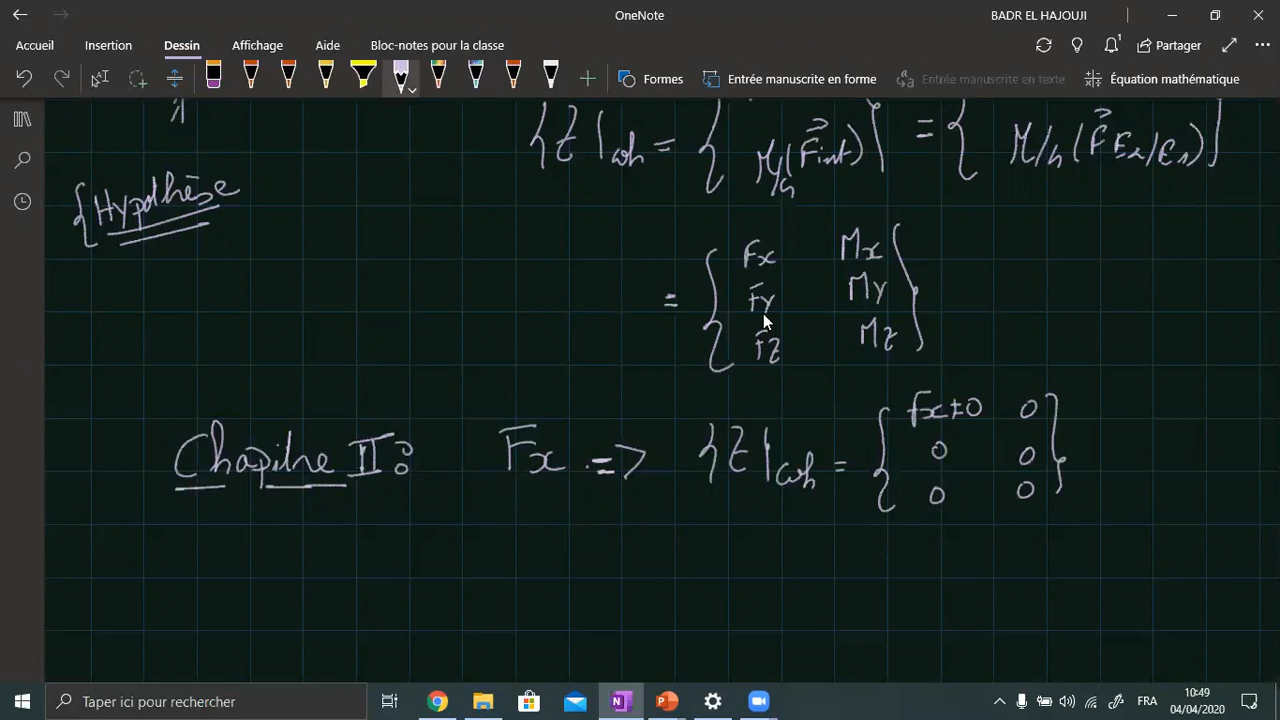 OneNote
BADR EL HAJOUJI
Accueil Insertion Dessin Affichage Aide Bloc-notes pour la classe
Partager
Formes Entrée manuscrite en forme Entrée manuscrite en texte Équation mathématique
{Z}coh = { M/G(Fint) } = { M/G(F E2/E1) }
{Hypothèse
= { Fx Mx }
Fy My
Fz Mz
Chapitre II: Fx => {Z}coh = { Fx≠0 0 }
0 0
0 0
Taper ici pour rechercher
FRA
10:49
04/04/2020